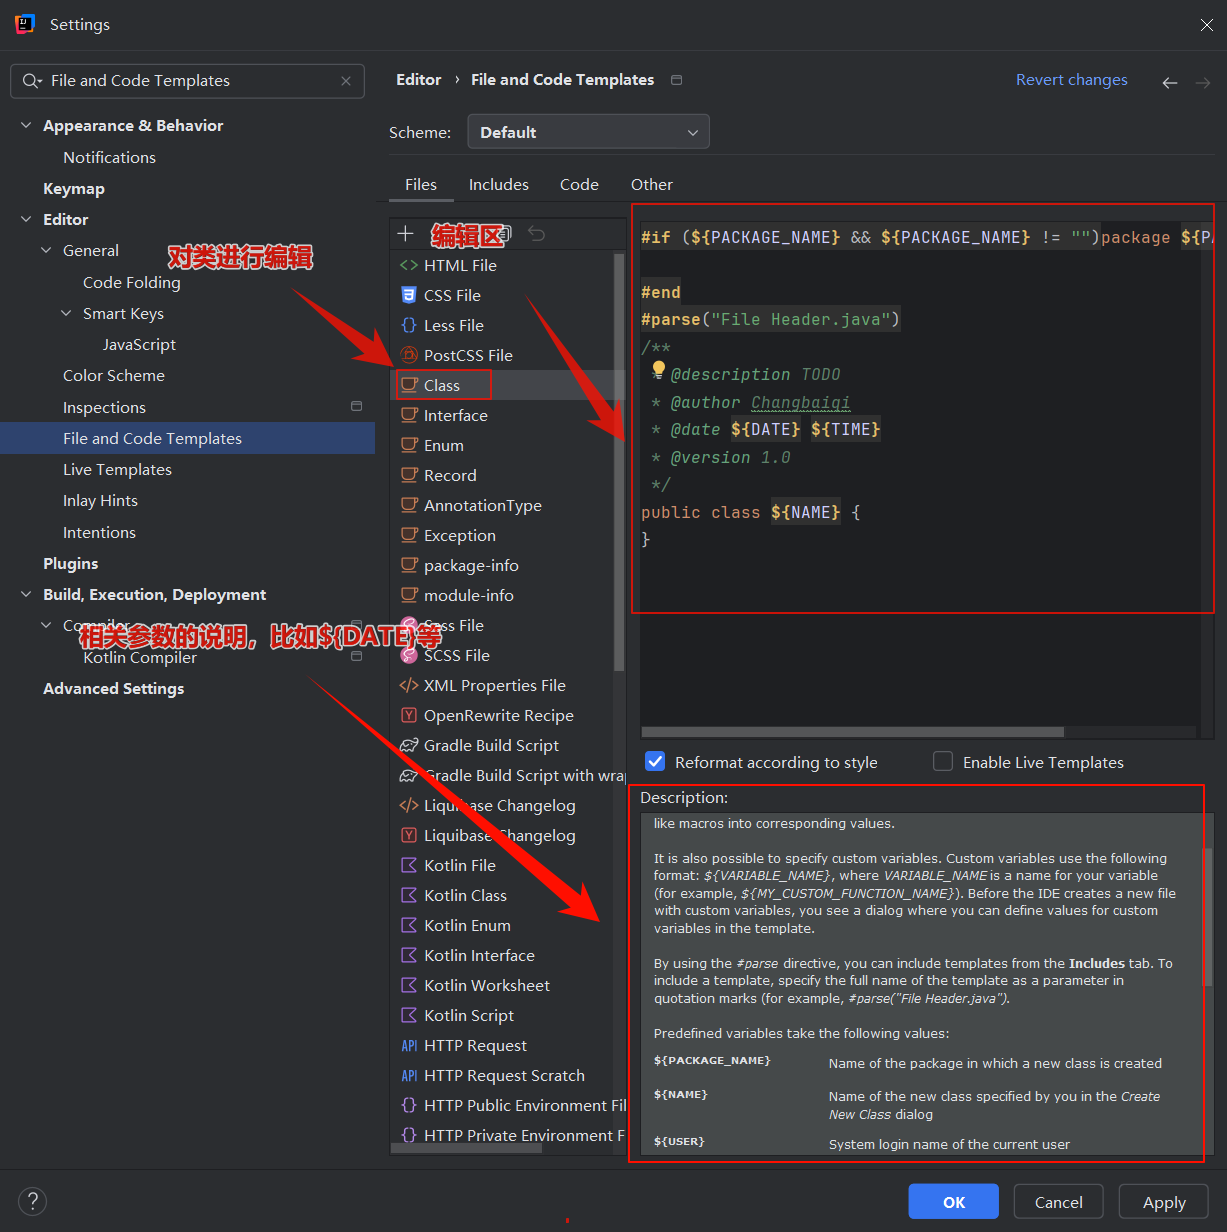 Settings
File and Code Templates
Appearance & Behavior
Notifications
Keymap
Editor
General
Code Folding
Smart Keys
JavaScript
Color Scheme
Inspections
File and Code Templates
Live Templates
Inlay Hints
Intentions
Plugins
Build, Execution, Deployment
Kotlin Compiler
Advanced Settings
对类进行编辑
相关参数的说明，比如${DATE}等
Editor › File and Code Templates
Revert changes
Scheme: Default
Files Includes Code Other
编辑区
HTML File
CSS File
Less File
PostCSS File
Class
Interface
Enum
Record
AnnotationType
Exception
package-info
module-info
Sass File
SCSS File
XML Properties File
OpenRewrite Recipe
Gradle Build Script
Gradle Build Script with wrap
Liquibase Changelog
Liquibase Changelog
Kotlin File
Kotlin Class
Kotlin Enum
Kotlin Interface
Kotlin Worksheet
Kotlin Script
API HTTP Request
API HTTP Request Scratch
HTTP Public Environment Fil
HTTP Private Environment F
#if (${PACKAGE_NAME} && ${PACKAGE_NAME} != "")package ${PA
#end
#parse("File Header.java")
/**
* @description TODO
* @author Changbaiqi
* @date ${DATE} ${TIME}
* @version 1.0
*/
public class ${NAME} {
}
Reformat according to style
Enable Live Templates
Description:
like macros into corresponding values.
It is also possible to specify custom variables. Custom variables use the following
format: ${VARIABLE_NAME}, where VARIABLE_NAME is a name for your variable
(for example, ${MY_CUSTOM_FUNCTION_NAME}). Before the IDE creates a new file
with custom variables, you see a dialog where you can define values for custom
variables in the template.
By using the #parse directive, you can include templates from the Includes tab. To
include a template, specify the full name of the template as a parameter in
quotation marks (for example, #parse("File Header.java").
Predefined variables take the following values:
${PACKAGE_NAME} Name of the package in which a new class is created
${NAME} Name of the new class specified by you in the Create
New Class dialog
${USER} System login name of the current user
?
OK
Cancel
Apply